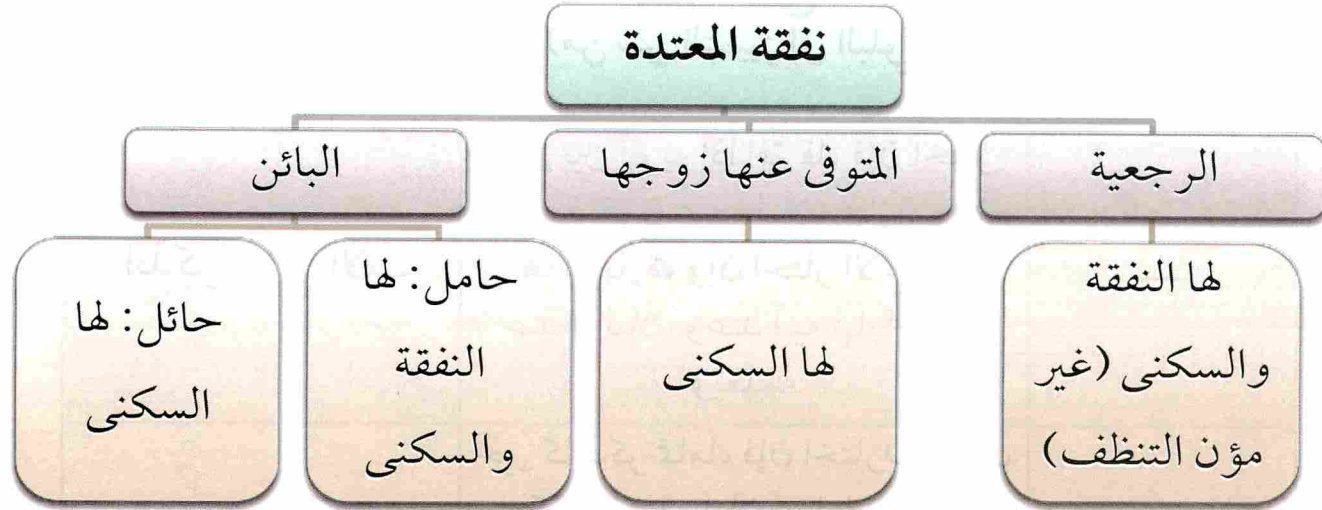 نفقة المعتدة
الرجعية
المتوفى عنها زوجها
البائن
لها النفقة
والسكنى (غير
مؤن التنظف)
لها السكنى
حامل: لها
النفقة
والسكنى
حائل: لها
السكنى